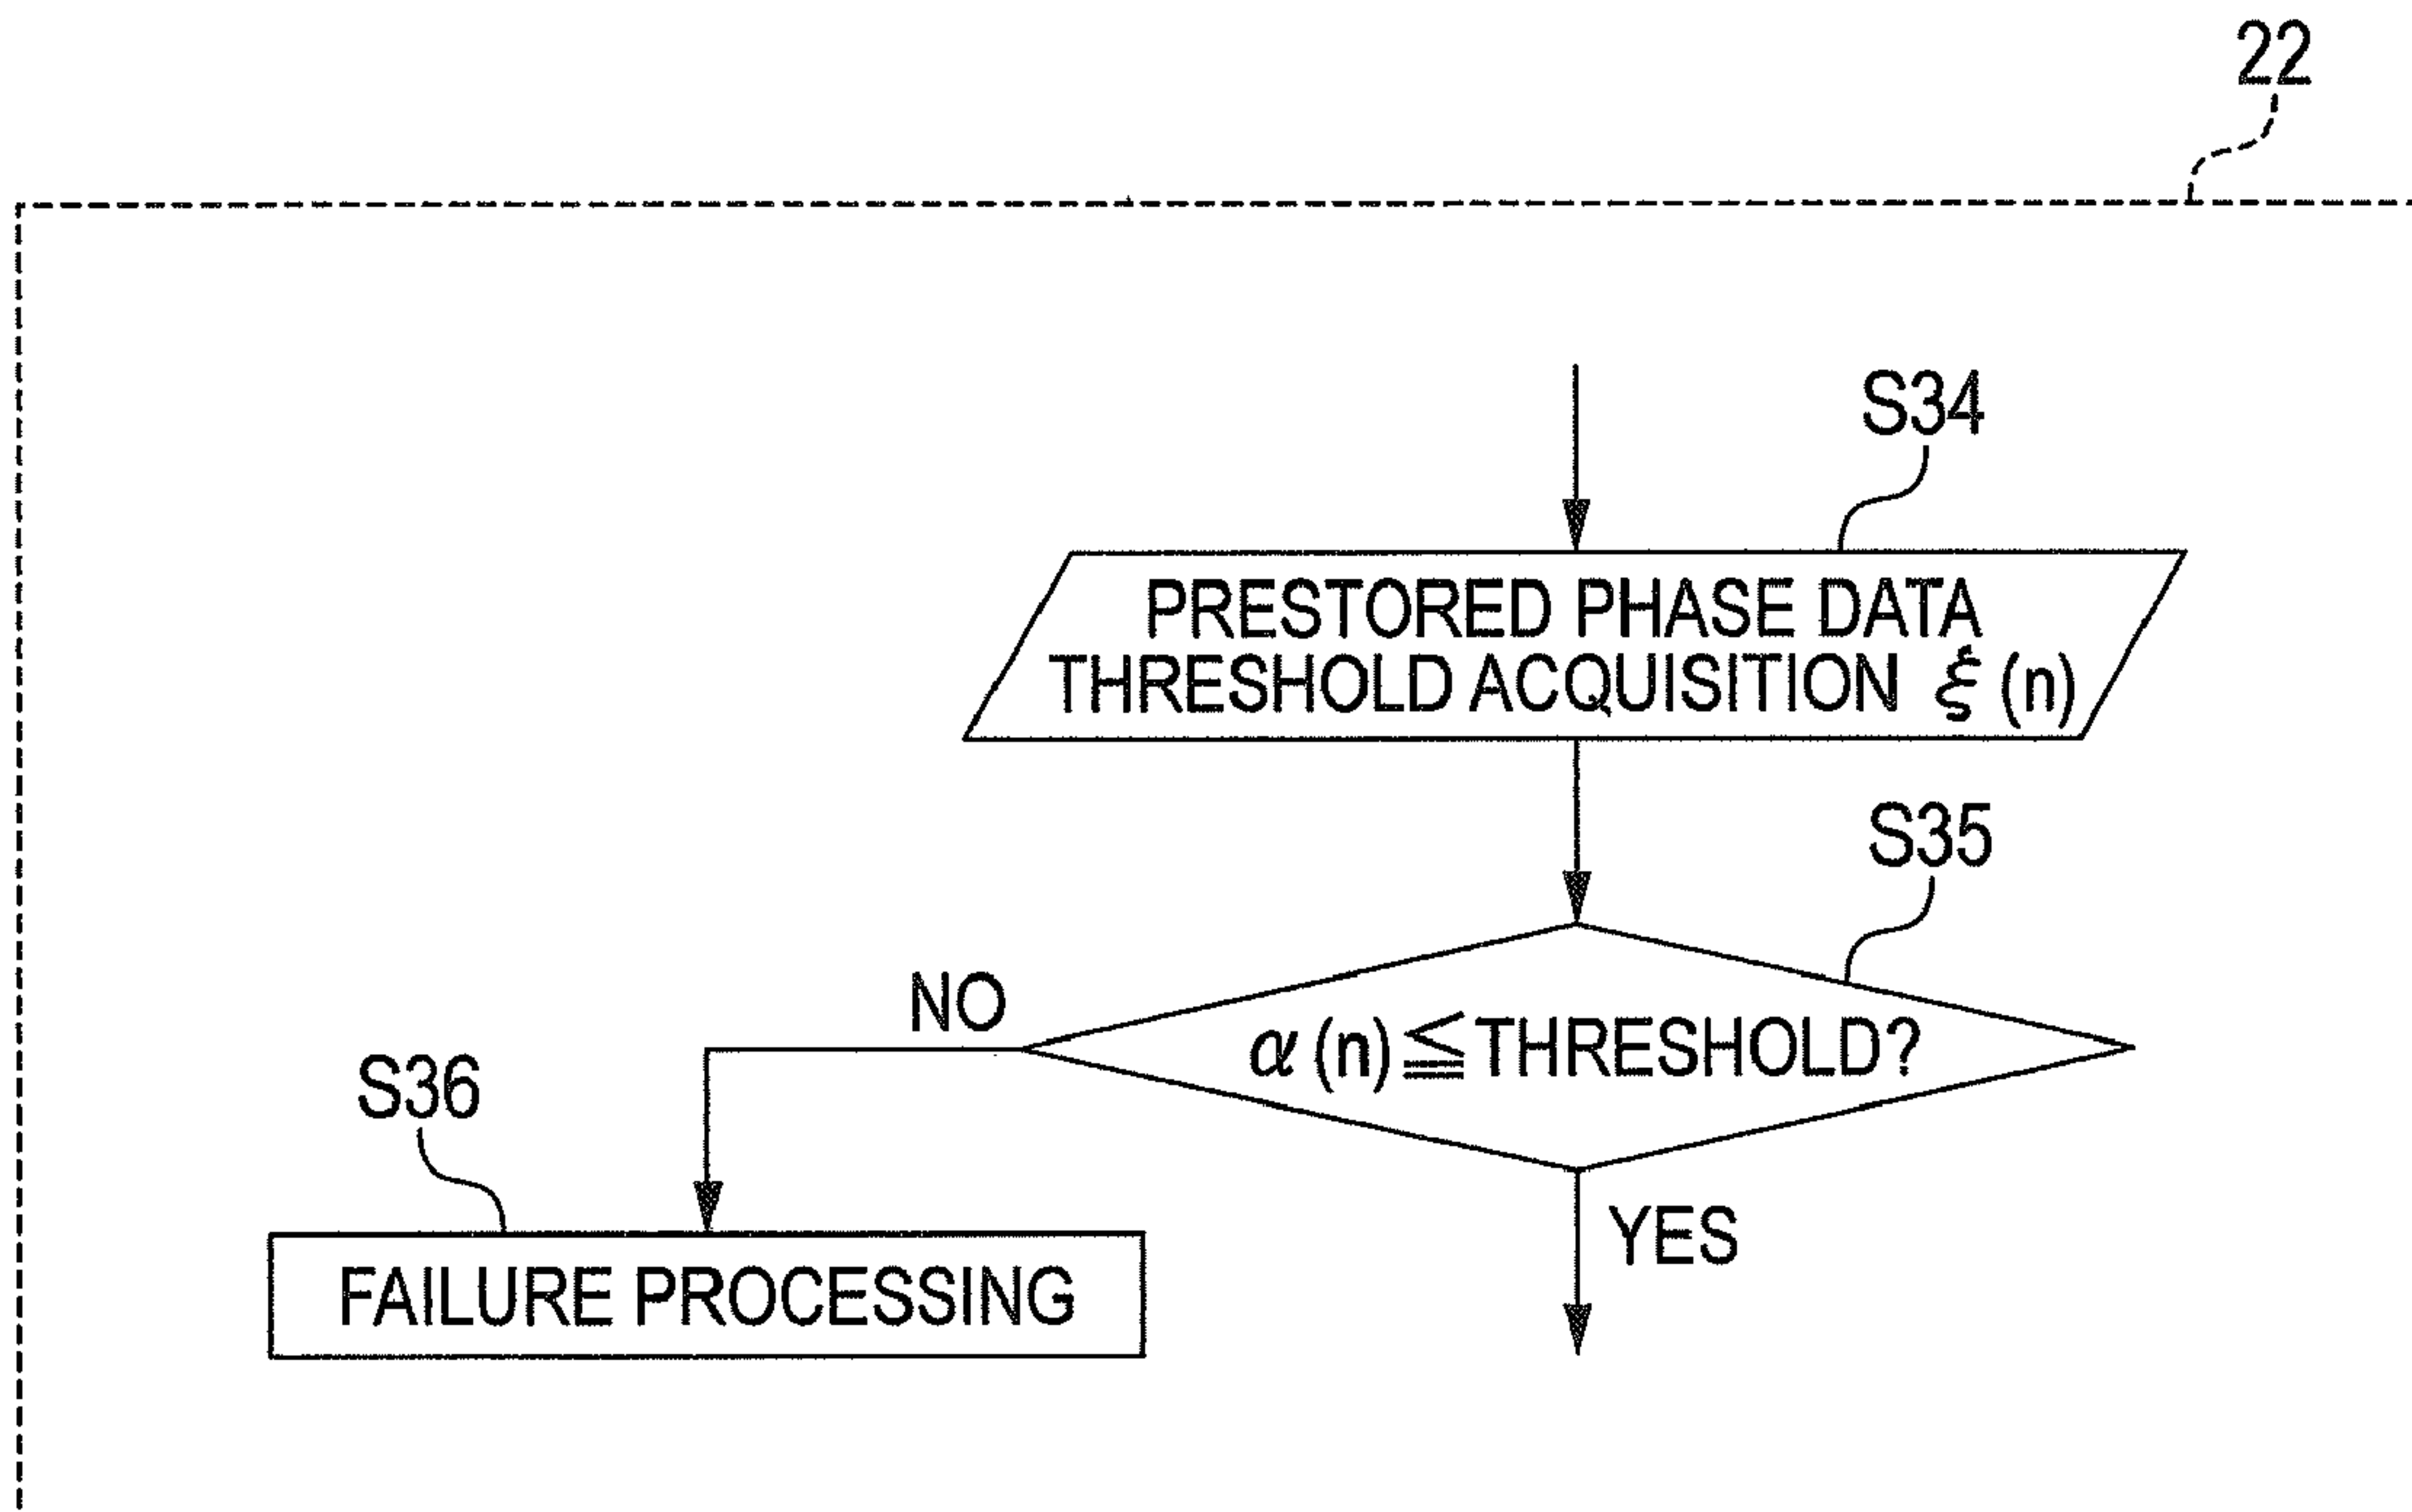 22
S34
PRESTORED PHASE DATA
THRESHOLD ACQUISITION ξ (n)
S35
NO
α (n) ≦ THRESHOLD?
S36
YES
FAILURE PROCESSING